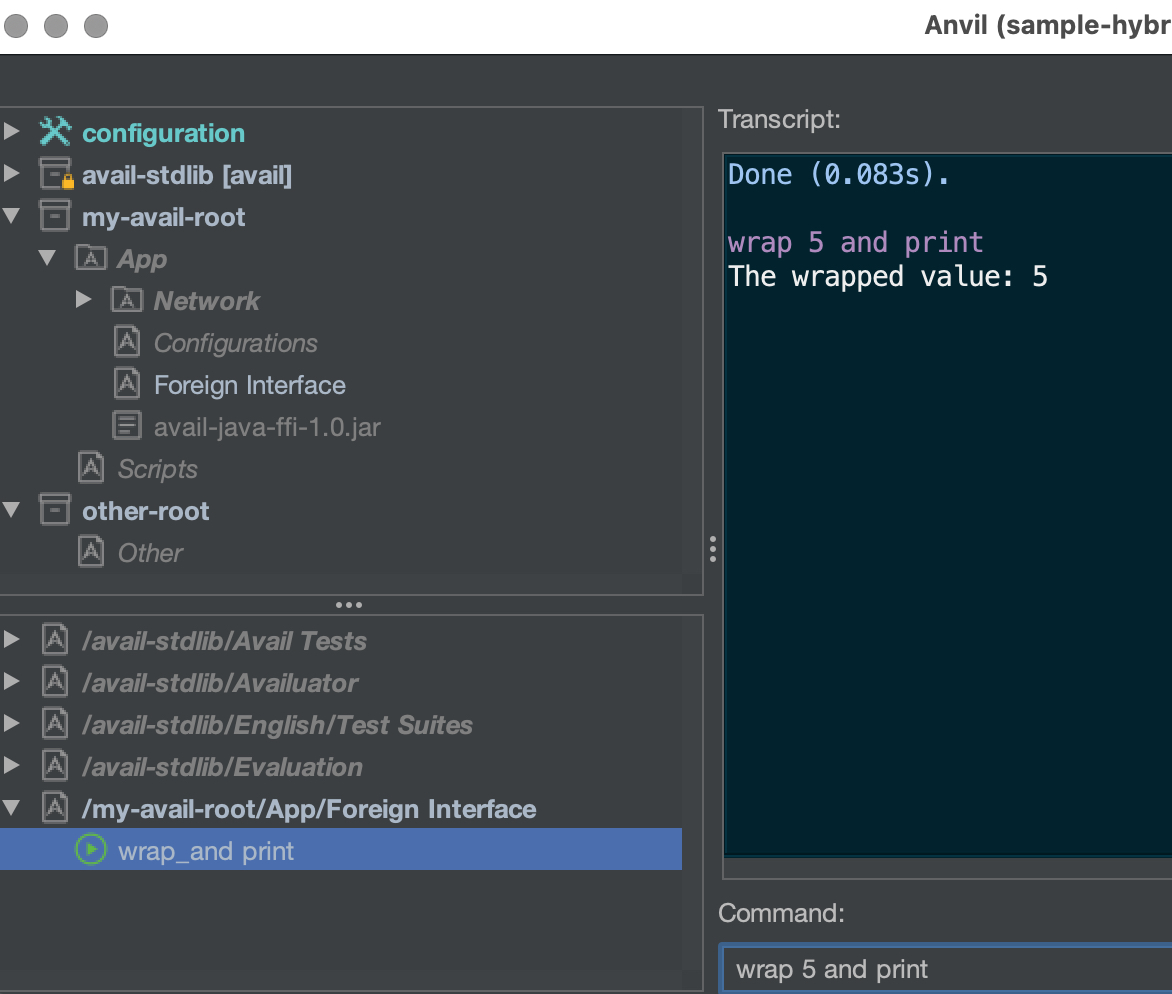 Anvil (sample-hybr
configuration
avail-stdlib [avail]
my-avail-root
App
Network
Configurations
Foreign Interface
avail-java-ffi-1.0.jar
Scripts
other-root
Other
/avail-stdlib/Avail Tests
/avail-stdlib/Availuator
/avail-stdlib/English/Test Suites
/avail-stdlib/Evaluation
/my-avail-root/App/Foreign Interface
wrap_and print
Transcript:
Done (0.083s).
wrap 5 and print
The wrapped value: 5
Command:
wrap 5 and print